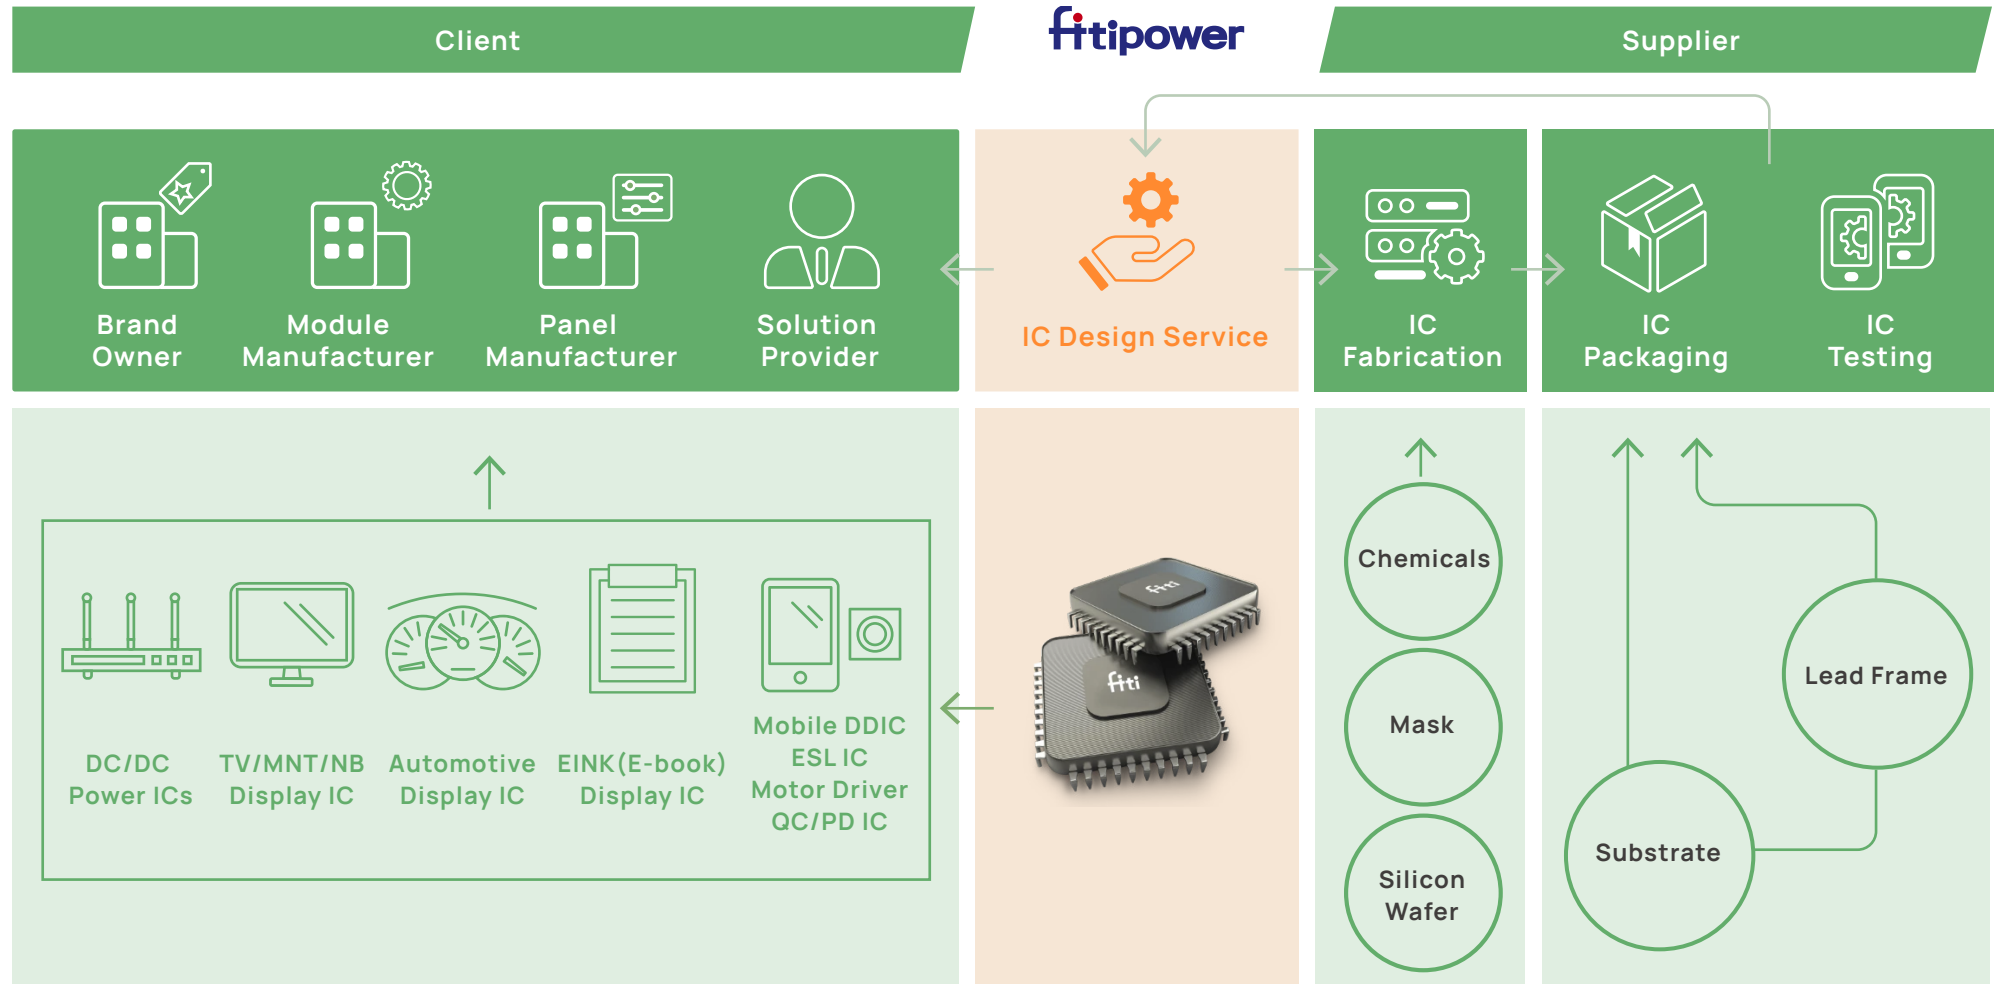 Client
fitipower
Supplier
Brand
Owner
Module
Manufacturer
Panel
Manufacturer
Solution
Provider
IC Design Service
IC
Fabrication
IC
Packaging
IC
Testing
DC/DC
Power ICs
TV/MNT/NB
Display IC
Automotive
Display IC
EINK(E-book)
Display IC
Mobile DDIC
ESL IC
Motor Driver
QC/PD IC
fiti
fiti
Chemicals
Mask
Silicon
Wafer
Lead Frame
Substrate